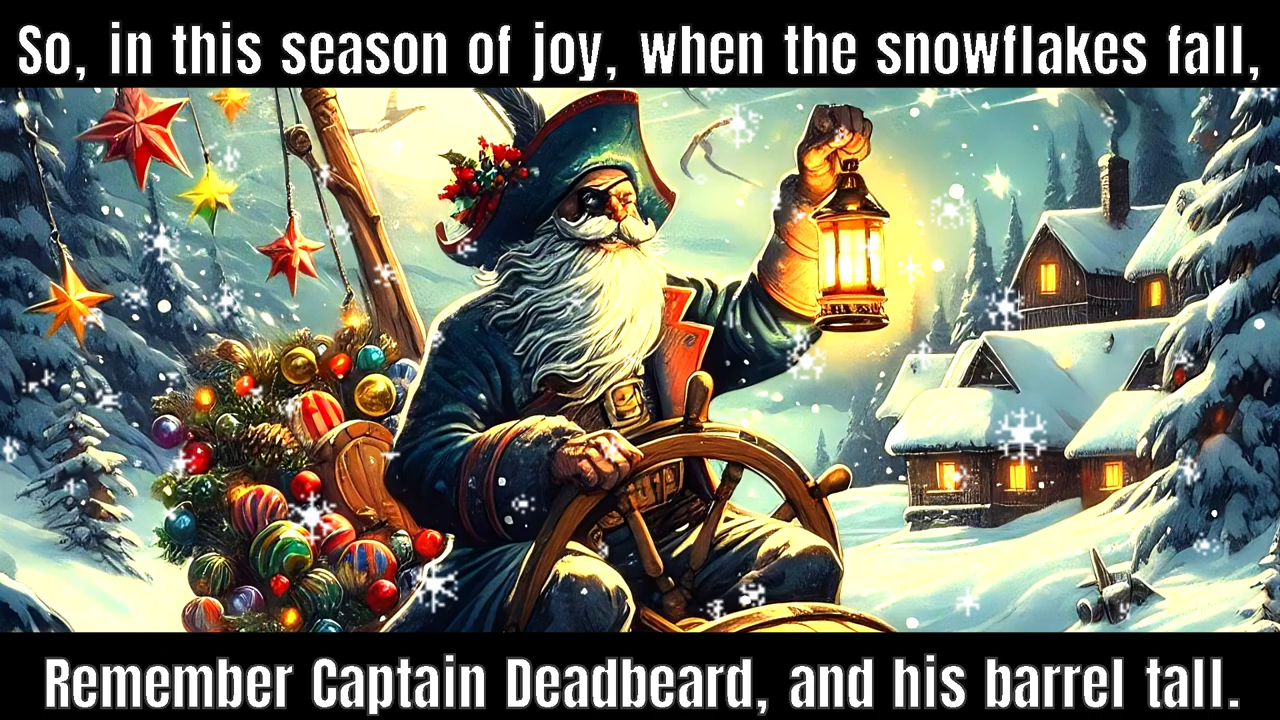 So, in this season of joy, when the snowflakes fall,
Remember Captain Deadbeard, and his barrel tall.